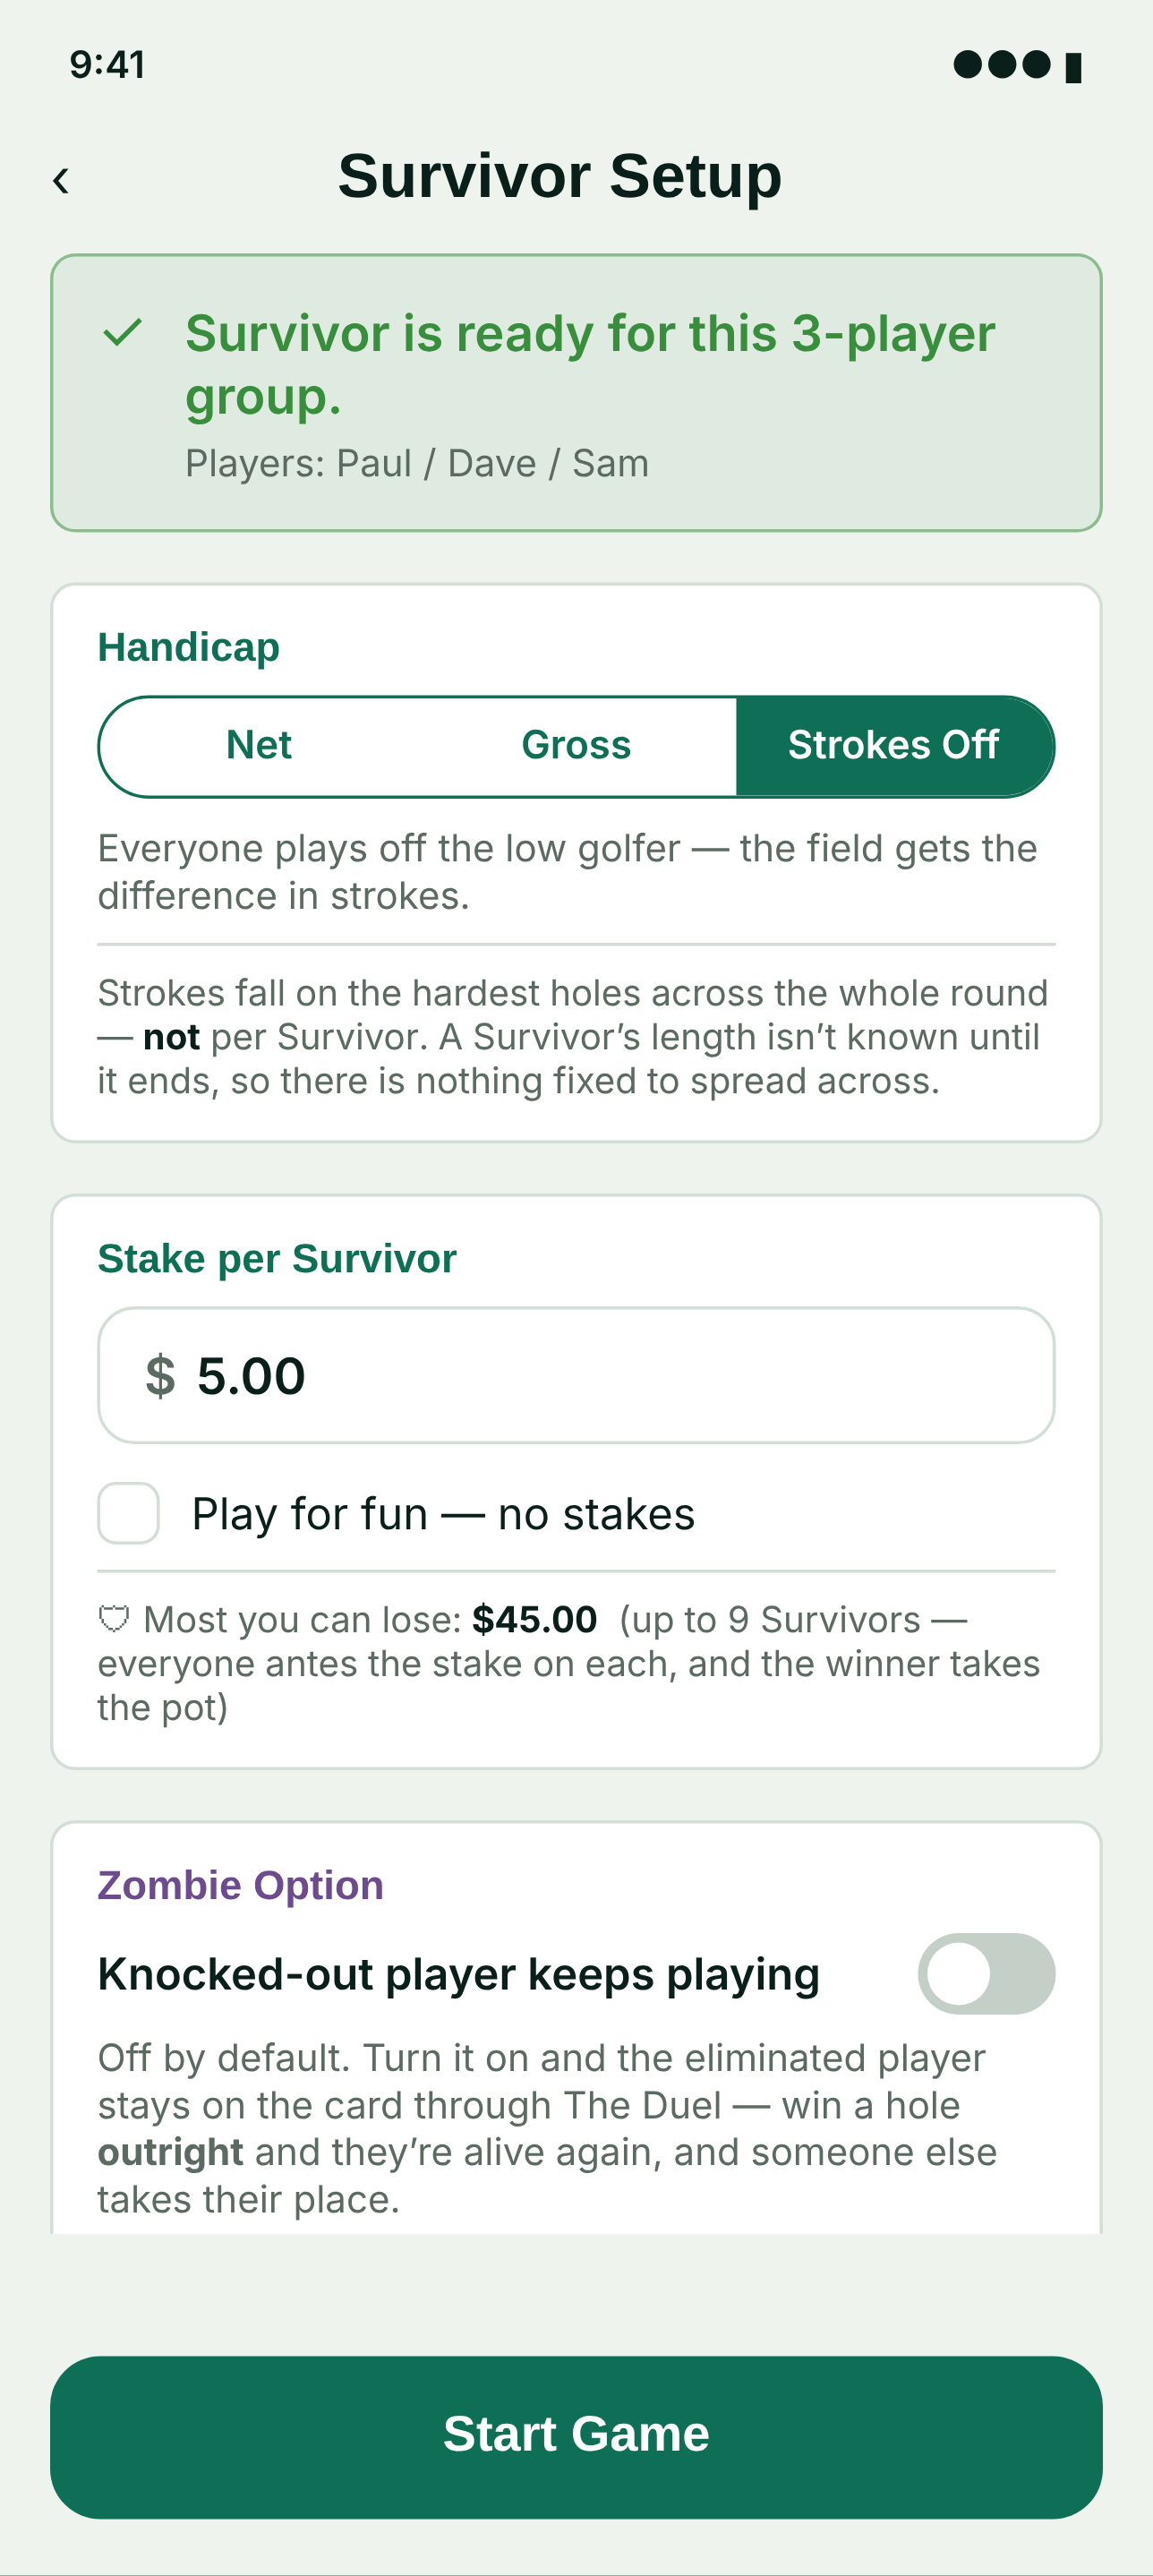 9:41
‹ Survivor Setup
✓ Survivor is ready for this 3-player
group.
Players: Paul / Dave / Sam
Handicap
Net Gross Strokes Off
Everyone plays off the low golfer — the field gets the
difference in strokes.
Strokes fall on the hardest holes across the whole round
— not per Survivor. A Survivor’s length isn’t known until
it ends, so there is nothing fixed to spread across.
Stake per Survivor
$ 5.00
Play for fun — no stakes
🛡 Most you can lose: $45.00 (up to 9 Survivors —
everyone antes the stake on each, and the winner takes
the pot)
Zombie Option
Knocked-out player keeps playing
Off by default. Turn it on and the eliminated player
stays on the card through The Duel — win a hole
outright and they’re alive again, and someone else
takes their place.
Start Game